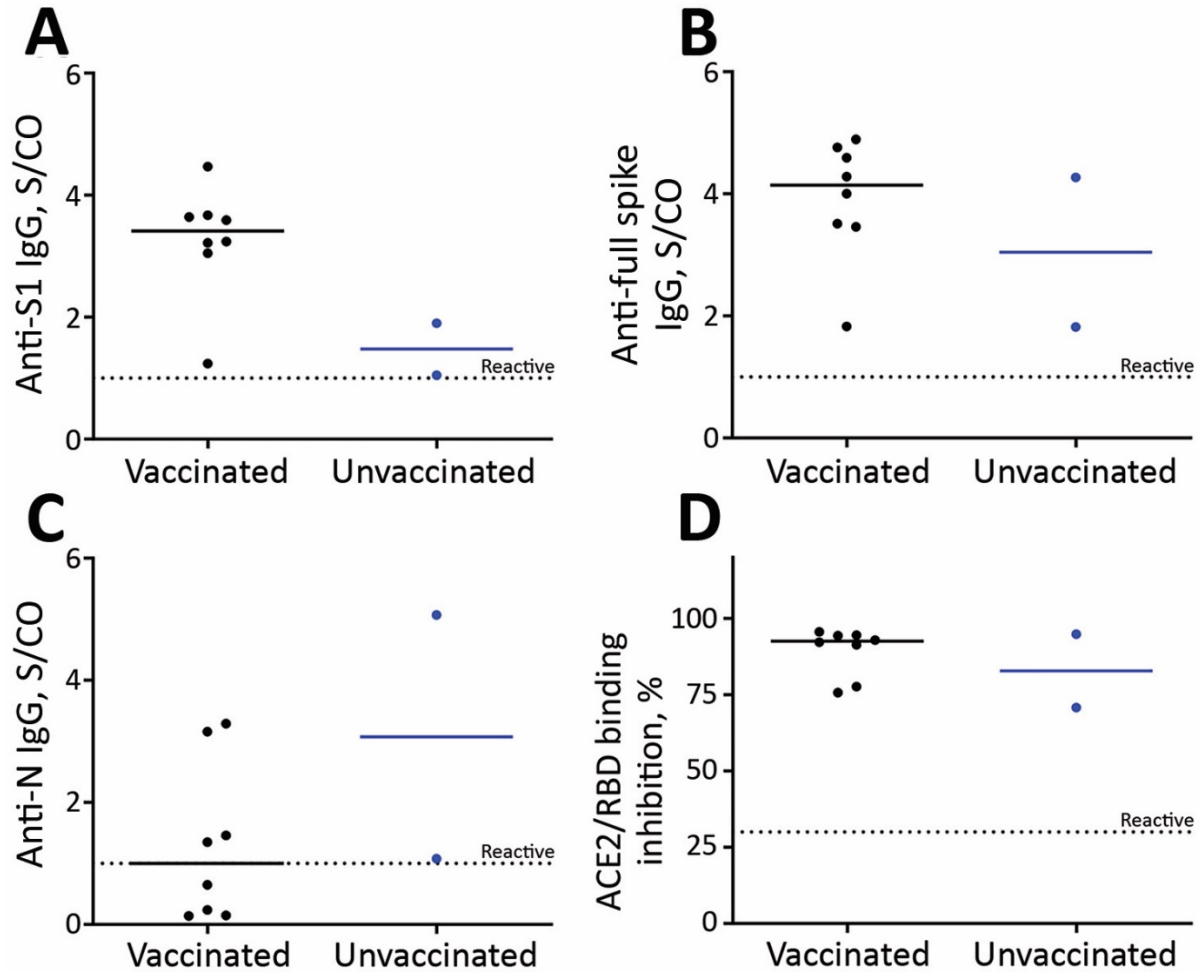 A
Anti-S1 IgG, S/CO
6
4
2
0
Reactive
Vaccinated
Unvaccinated
B
Anti-full spike
IgG, S/CO
6
4
2
0
Reactive
Vaccinated
Unvaccinated
C
Anti-N IgG, S/CO
6
4
2
0
Reactive
Vaccinated
Unvaccinated
D
ACE2/RBD binding
inhibition, %
100
75
50
25
0
Reactive
Vaccinated
Unvaccinated